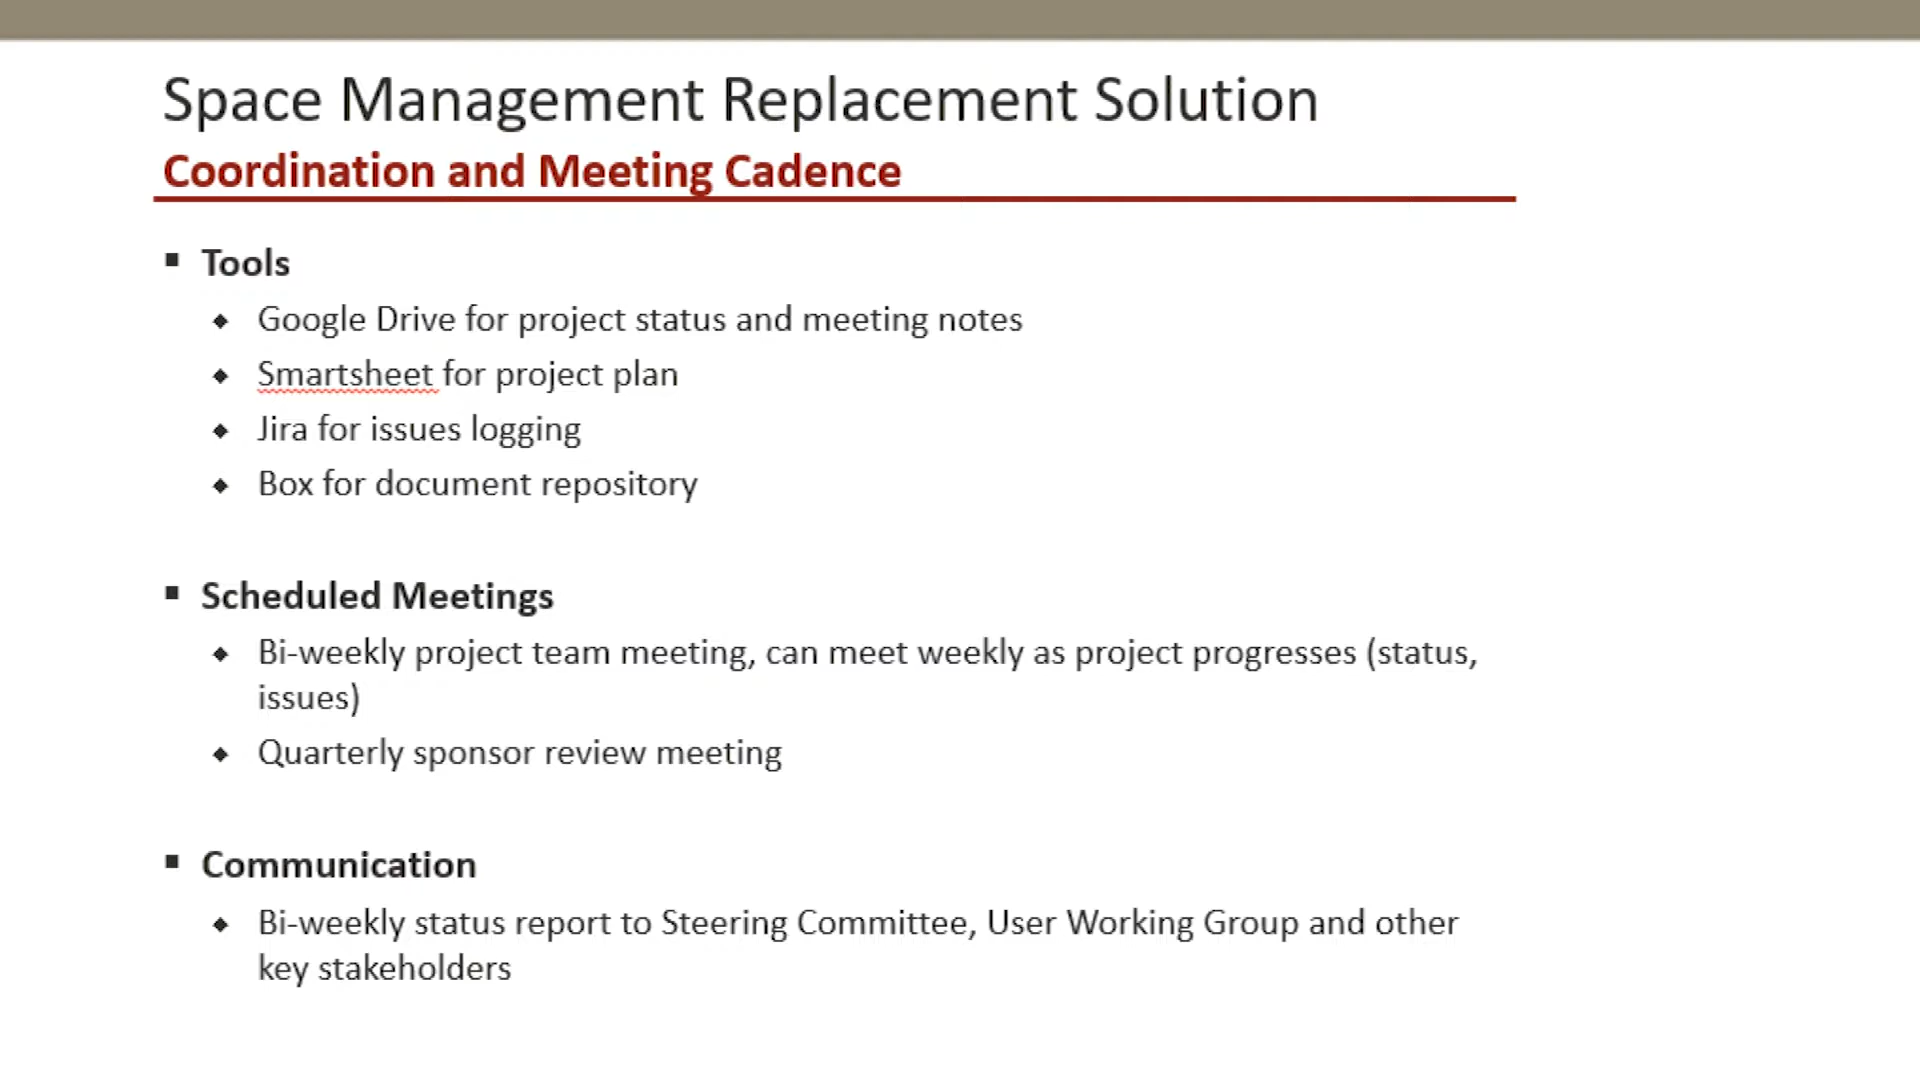 Space Management Replacement Solution
Coordination and Meeting Cadence
▪ Tools
◆ Google Drive for project status and meeting notes
◆ Smartsheet for project plan
◆ Jira for issues logging
◆ Box for document repository
▪ Scheduled Meetings
◆ Bi-weekly project team meeting, can meet weekly as project progresses (status,
issues)
◆ Quarterly sponsor review meeting
▪ Communication
◆ Bi-weekly status report to Steering Committee, User Working Group and other
key stakeholders